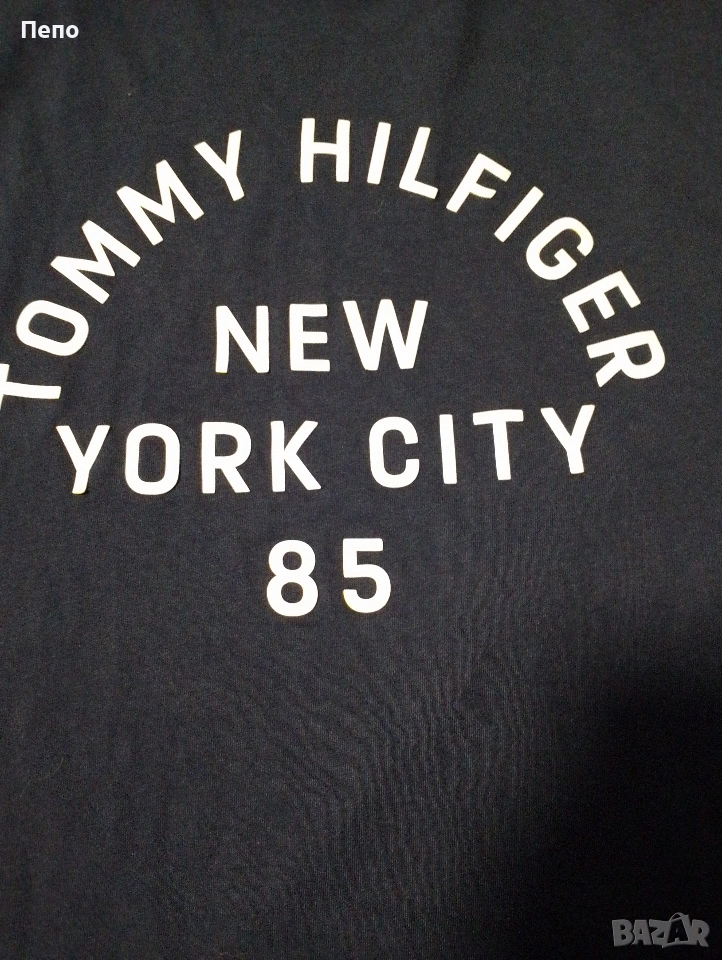 Пепо
TOMMY HILFIGER
NEW
YORK CITY
85
BAZAR